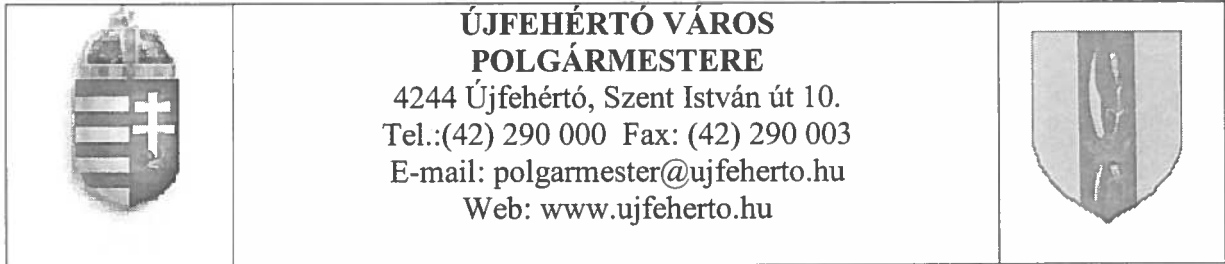 ÚJFEHÉRTÓ VÁROS
POLGÁRMESTERE
4244 Újfehértó, Szent István út 10.
Tel.:(42) 290 000 Fax: (42) 290 003
E-mail: polgarmester@ujfeherto.hu
Web: www.ujfeherto.hu